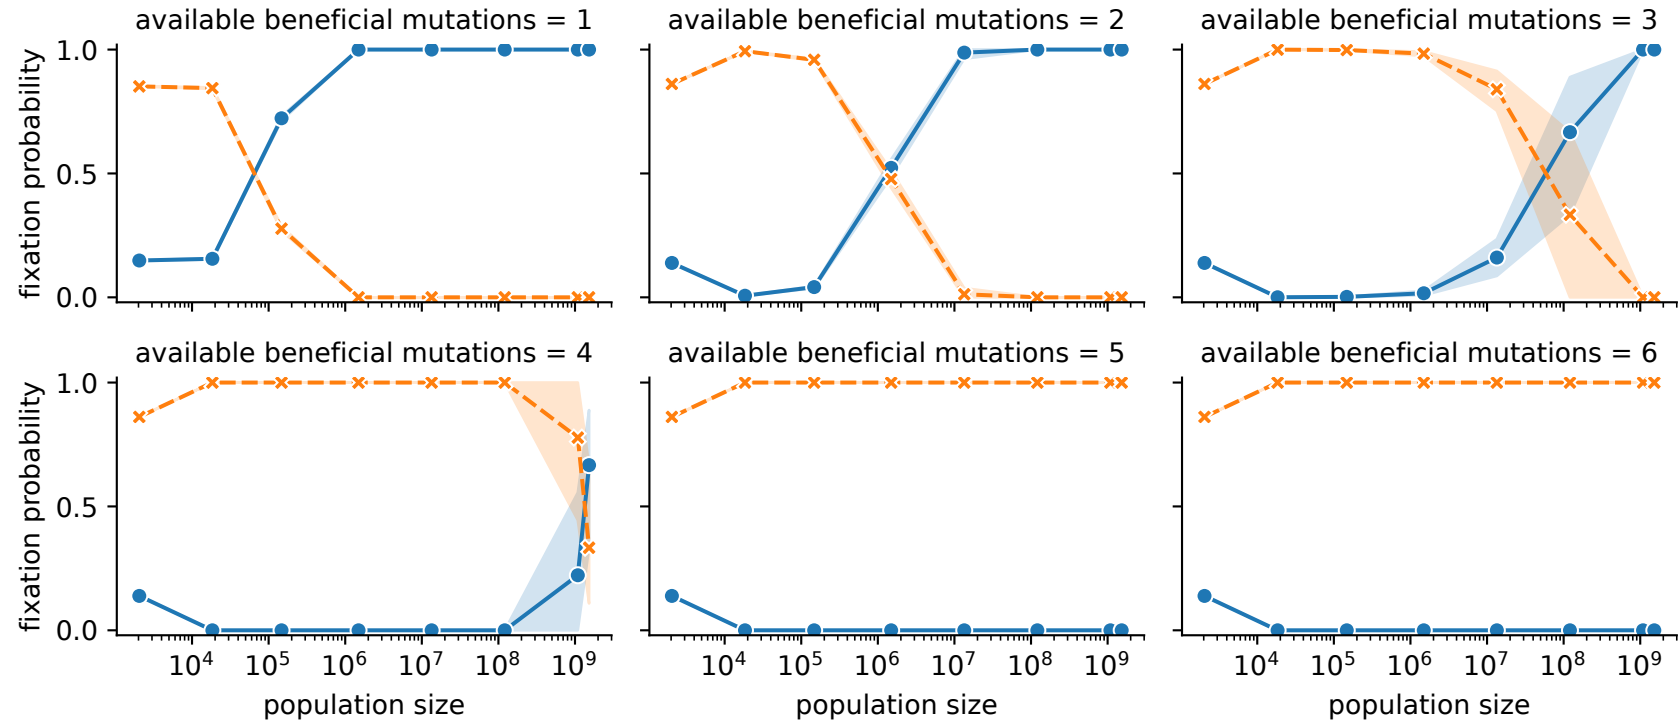 available beneficial mutations = 1
available beneficial mutations = 2
available beneficial mutations = 3
1.0
0.5
0.0
fixation probability
available beneficial mutations = 4
available beneficial mutations = 5
available beneficial mutations = 6
1.0
0.5
0.0
fixation probability
10⁴ 10⁵ 10⁶ 10⁷ 10⁸ 10⁹
10⁴ 10⁵ 10⁶ 10⁷ 10⁸ 10⁹
10⁴ 10⁵ 10⁶ 10⁷ 10⁸ 10⁹
population size
population size
population size